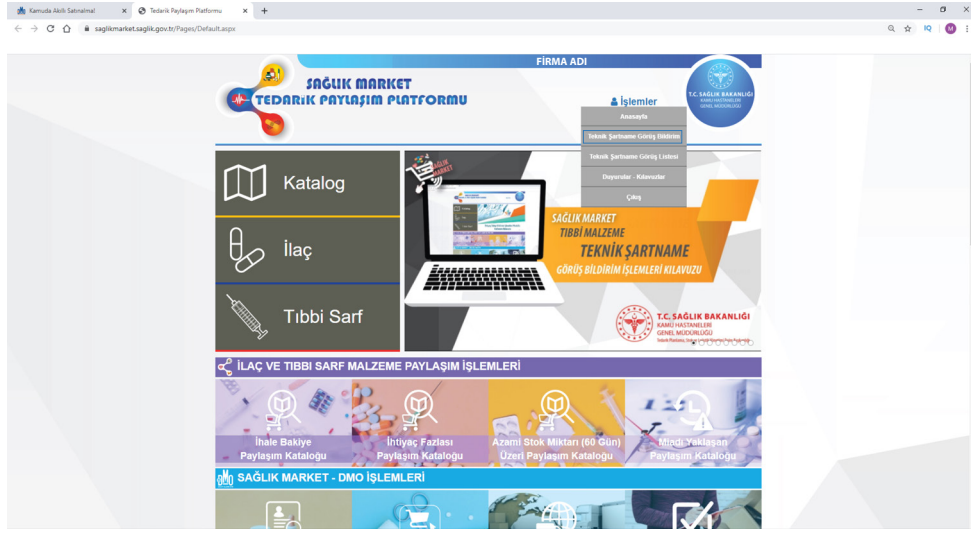 Kamuda Akıllı Satınalma!
Tedarik Paylaşım Platformu
saglikmarket.saglik.gov.tr/Pages/Default.aspx
IQ
M
FİRMA ADI
SAĞLIK MARKET
TEDARİK PAYLAŞIM PLATFORMU
T.C. SAĞLIK BAKANLIĞI
KAMU HASTANELERİ
GENEL MÜDÜRLÜĞÜ
İşlemler
Anasayfa
Teknik Şartname Görüş Bildirim
Teknik Şartname Görüş Listesi
Duyurular - Kılavuzlar
Çıkış
Katalog
İlaç
Tıbbi Sarf
SAĞLIK
MARKET
SAĞLIK MARKET
TIBBİ MALZEME
TEKNİK ŞARTNAME
GÖRÜŞ BİLDİRİM İŞLEMLERİ KILAVUZU
T.C. SAĞLIK BAKANLIĞI
KAMU HASTANELERİ
GENEL MÜDÜRLÜĞÜ
İLAÇ VE TIBBI SARF MALZEME PAYLAŞIM İŞLEMLERİ
İhale Bakiye
Paylaşım Kataloğu
İhtiyaç Fazlası
Paylaşım Kataloğu
Azami Stok Miktarı (60 Gün)
Üzeri Paylaşım Kataloğu
Mindi Yaklaşan
Paylaşım Kataloğu
SAĞLIK MARKET - DMO İŞLEMLERİ